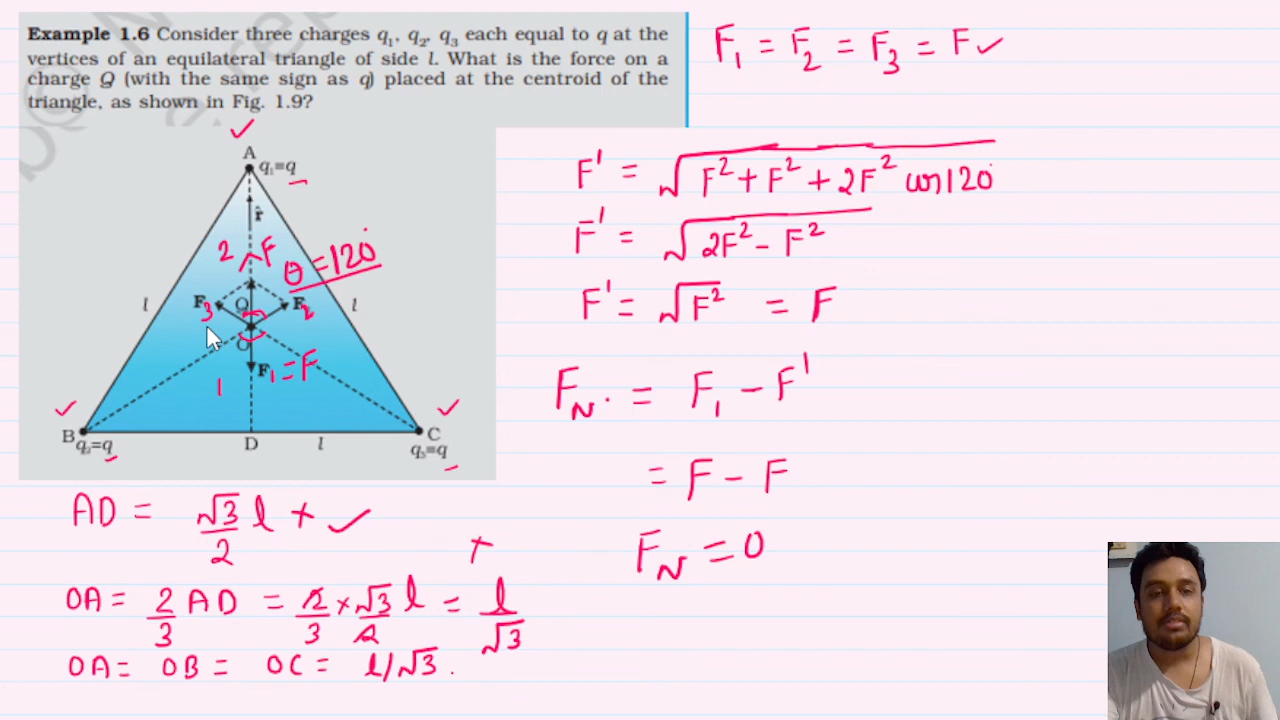 Example 1.6 Consider three charges q₁, q₂, q₃ each equal to q at the
vertices of an equilateral triangle of side l. What is the force on a
charge Q (with the same sign as q) placed at the centroid of the
triangle, as shown in Fig. 1.9?
F₁ = F₂ = F₃ = F ✓
A
q₁=q
r̂
2 F θ = 120°
l F₃ Q F₂ l
O
1 F₁ = F
B D l C
q₂=q q₃=q
F' = √(F² + F² + 2F² cos120°)
F' = √(2F² - F²)
F' = √F² = F
F_N = F₁ - F'
= F - F
F_N = 0
AD = √3/2 l
OA = 2/3 AD = 2/3 × √3/2 l = l/√3
OA = OB = OC = l/√3.